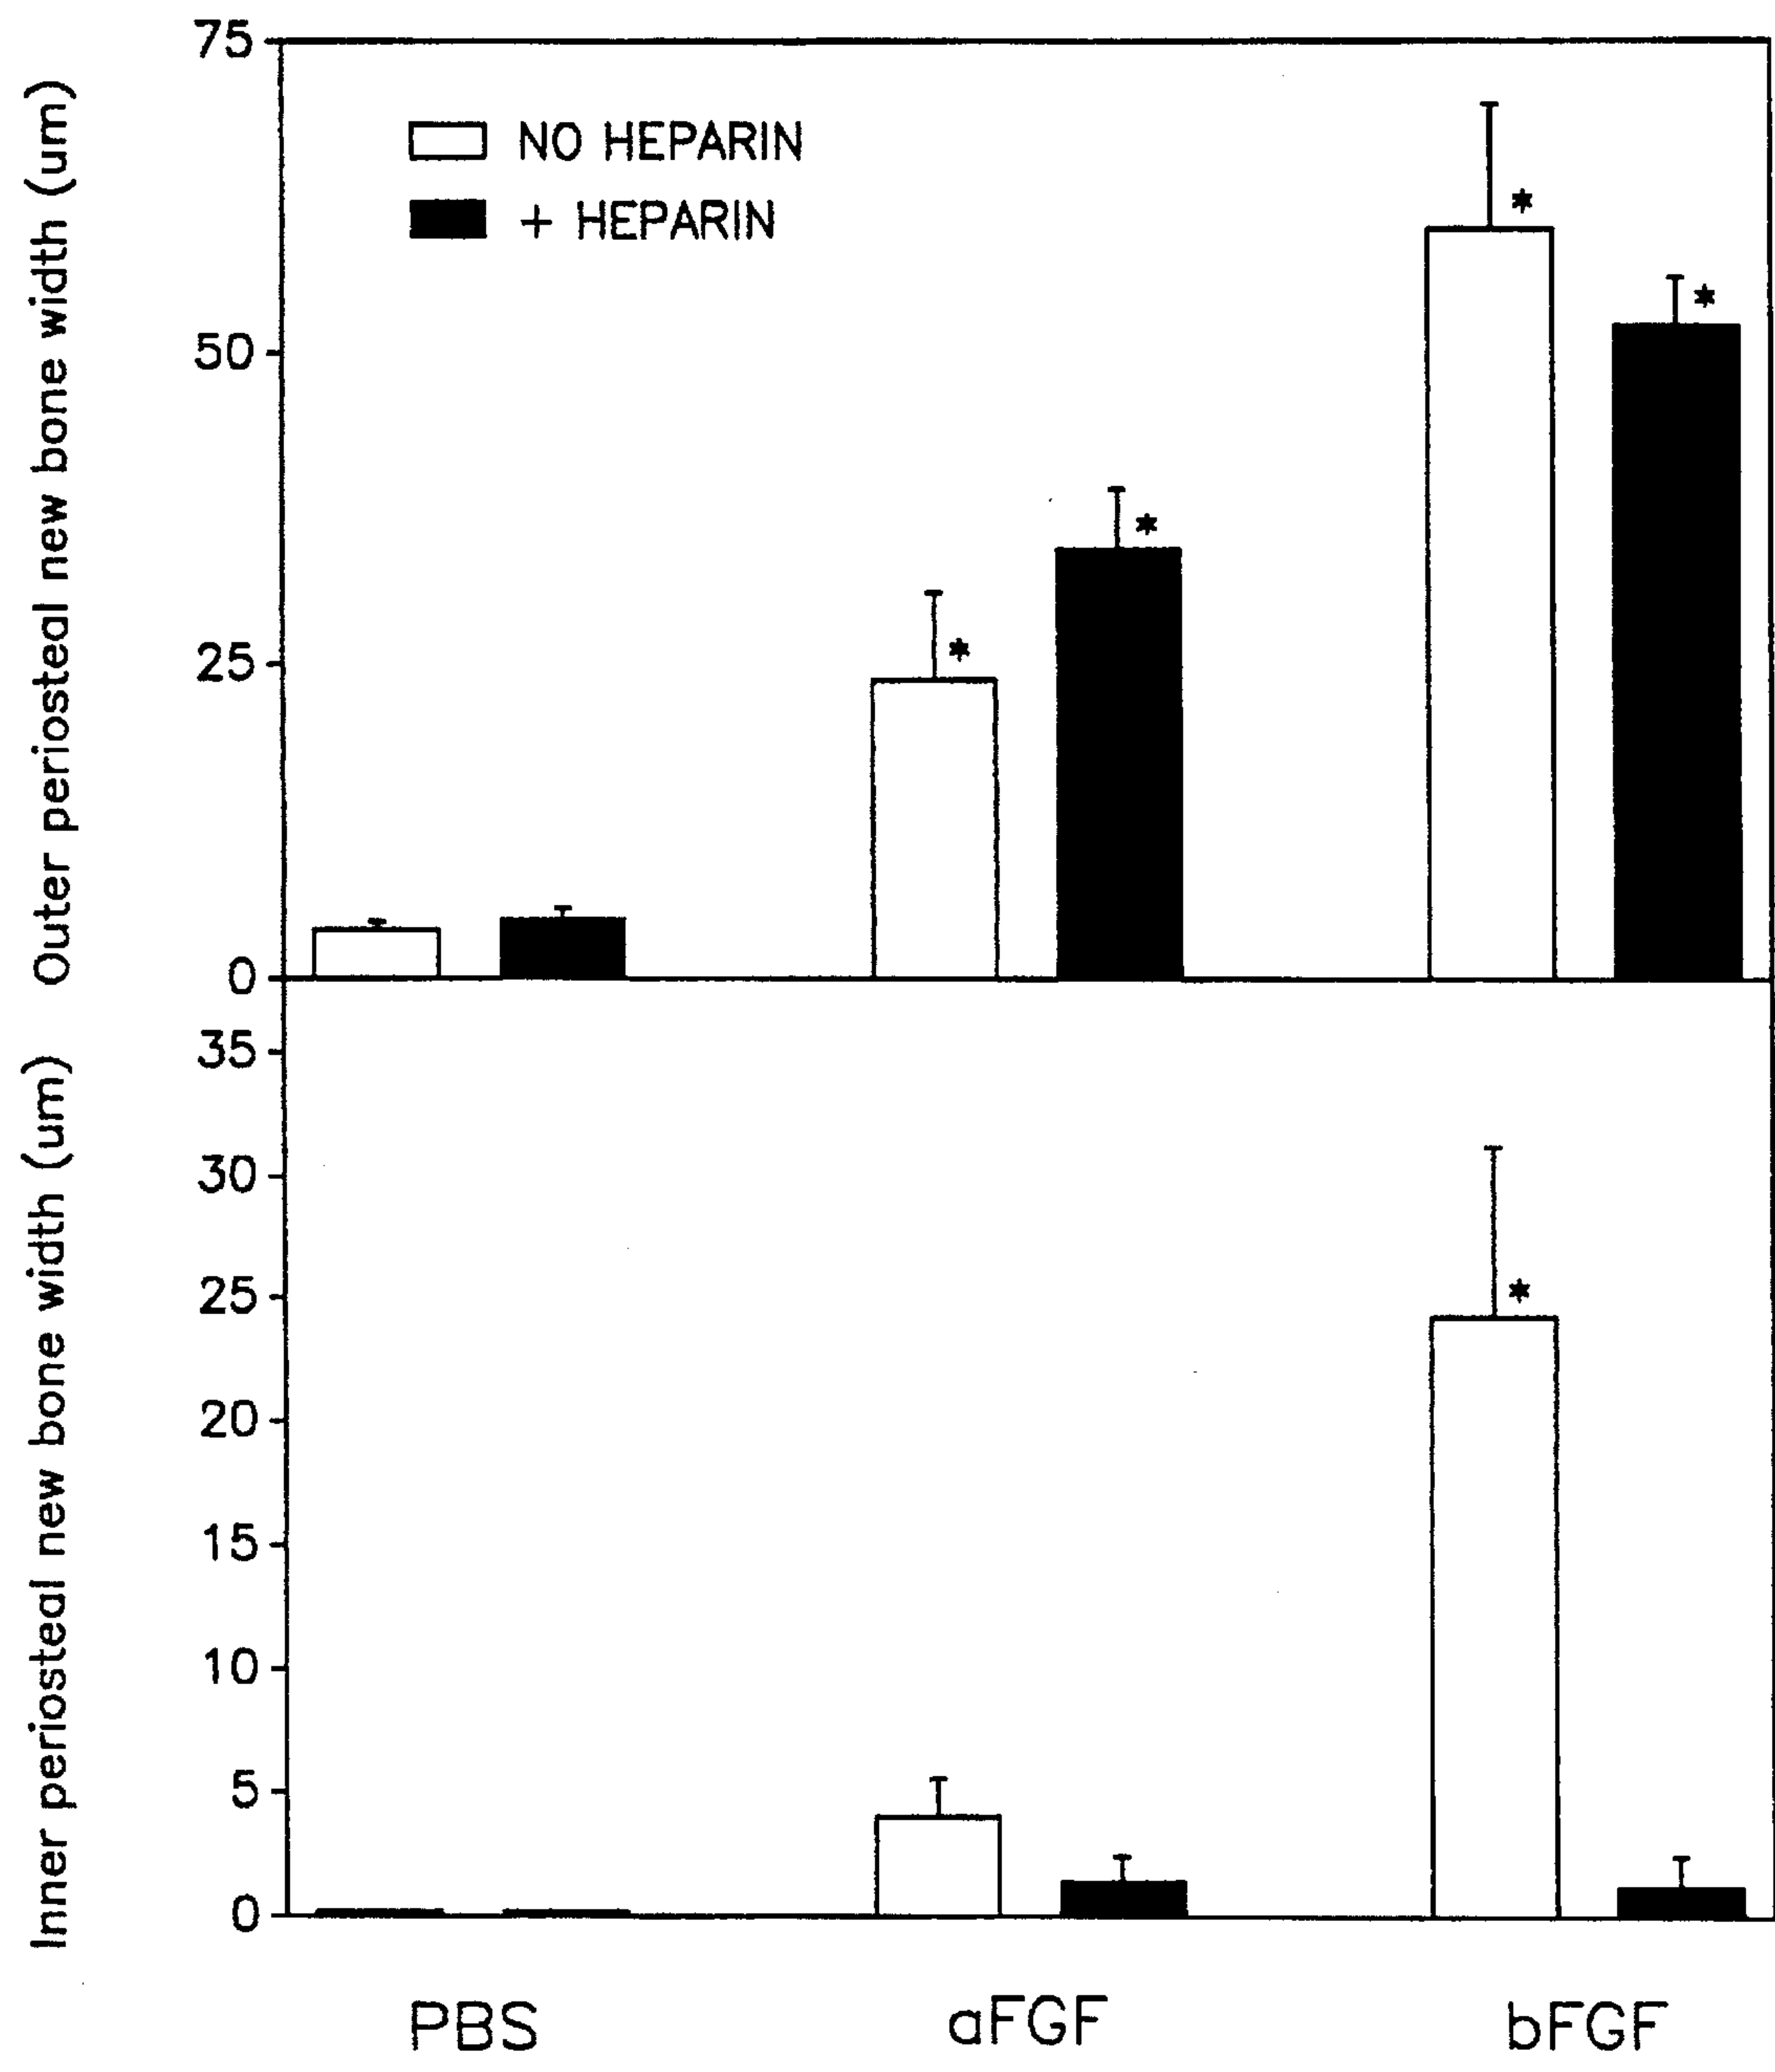 Outer periosteal new bone width (um)
75
50
25
0
NO HEPARIN
+ HEPARIN
*
*
*
*
Inner periosteal new bone width (um)
35
30
25
20
15
10
5
0
*
PBS
aFGF
bFGF